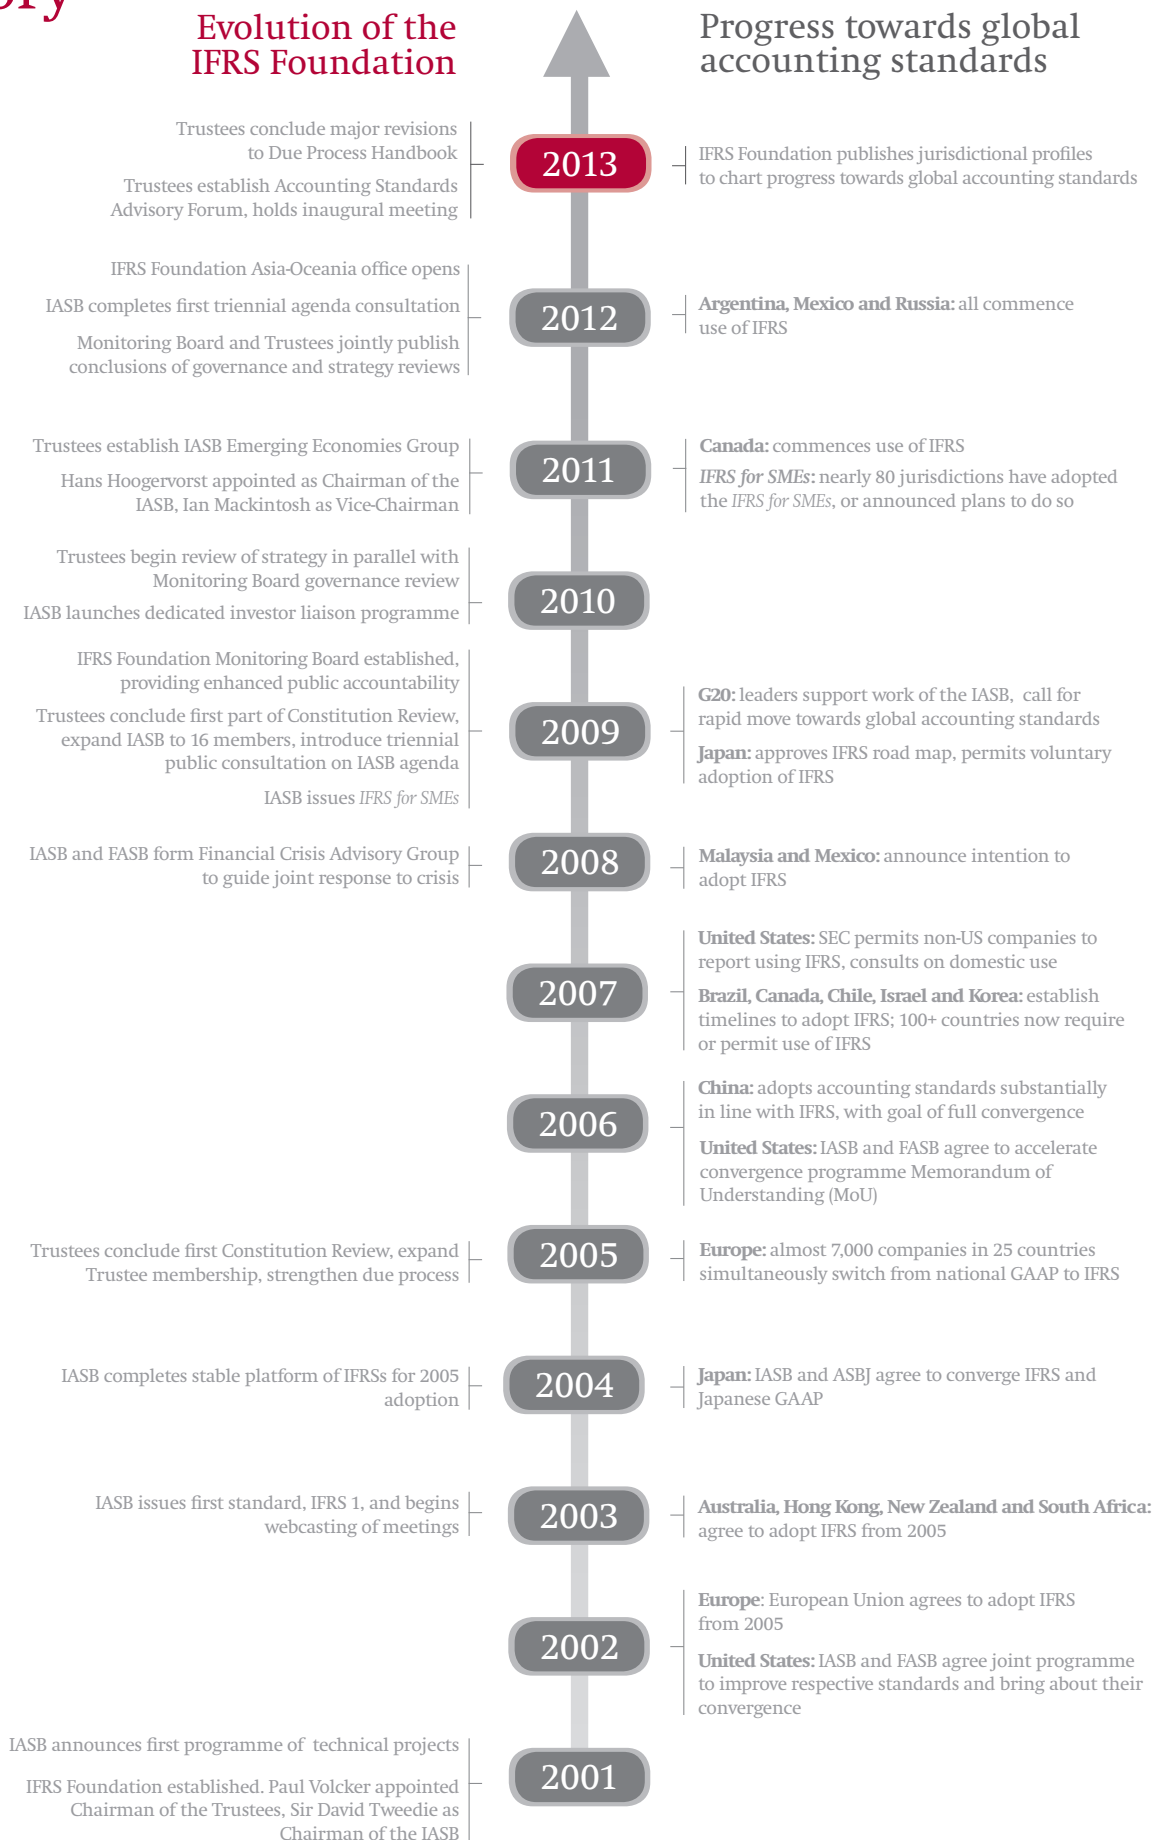 Evolution of the
IFRS Foundation
Progress towards global
accounting standards
Trustees conclude major revisions
to Due Process Handbook
Trustees establish Accounting Standards
Advisory Forum, holds inaugural meeting
2013
IFRS Foundation publishes jurisdictional profiles
to chart progress towards global accounting standards
IFRS Foundation Asia-Oceania office opens
IASB completes first triennial agenda consultation
Monitoring Board and Trustees jointly publish
conclusions of governance and strategy reviews
2012
Argentina, Mexico and Russia: all commence
use of IFRS
Trustees establish IASB Emerging Economies Group
Hans Hoogervorst appointed as Chairman of the
IASB, Ian Mackintosh as Vice-Chairman
2011
Canada: commences use of IFRS
IFRS for SMEs: nearly 80 jurisdictions have adopted
the IFRS for SMEs, or announced plans to do so
Trustees begin review of strategy in parallel with
Monitoring Board governance review
IASB launches dedicated investor liaison programme
2010
IFRS Foundation Monitoring Board established,
providing enhanced public accountability
Trustees conclude first part of Constitution Review,
expand IASB to 16 members, introduce triennial
public consultation on IASB agenda
IASB issues IFRS for SMEs
2009
G20: leaders support work of the IASB, call for
rapid move towards global accounting standards
Japan: approves IFRS road map, permits voluntary
adoption of IFRS
IASB and FASB form Financial Crisis Advisory Group
to guide joint response to crisis
2008
Malaysia and Mexico: announce intention to
adopt IFRS
2007
United States: SEC permits non-US companies to
report using IFRS, consults on domestic use
Brazil, Canada, Chile, Israel and Korea: establish
timelines to adopt IFRS; 100+ countries now require
or permit use of IFRS
2006
China: adopts accounting standards substantially
in line with IFRS, with goal of full convergence
United States: IASB and FASB agree to accelerate
convergence programme Memorandum of
Understanding (MoU)
Trustees conclude first Constitution Review, expand
Trustee membership, strengthen due process
2005
Europe: almost 7,000 companies in 25 countries
simultaneously switch from national GAAP to IFRS
IASB completes stable platform of IFRSs for 2005
adoption
2004
Japan: IASB and ASBJ agree to converge IFRS and
Japanese GAAP
IASB issues first standard, IFRS 1, and begins
webcasting of meetings
2003
Australia, Hong Kong, New Zealand and South Africa:
agree to adopt IFRS from 2005
2002
Europe: European Union agrees to adopt IFRS
from 2005
United States: IASB and FASB agree joint programme
to improve respective standards and bring about their
convergence
IASB announces first programme of technical projects
IFRS Foundation established. Paul Volcker appointed
Chairman of the Trustees, Sir David Tweedie as
Chairman of the IASB
2001